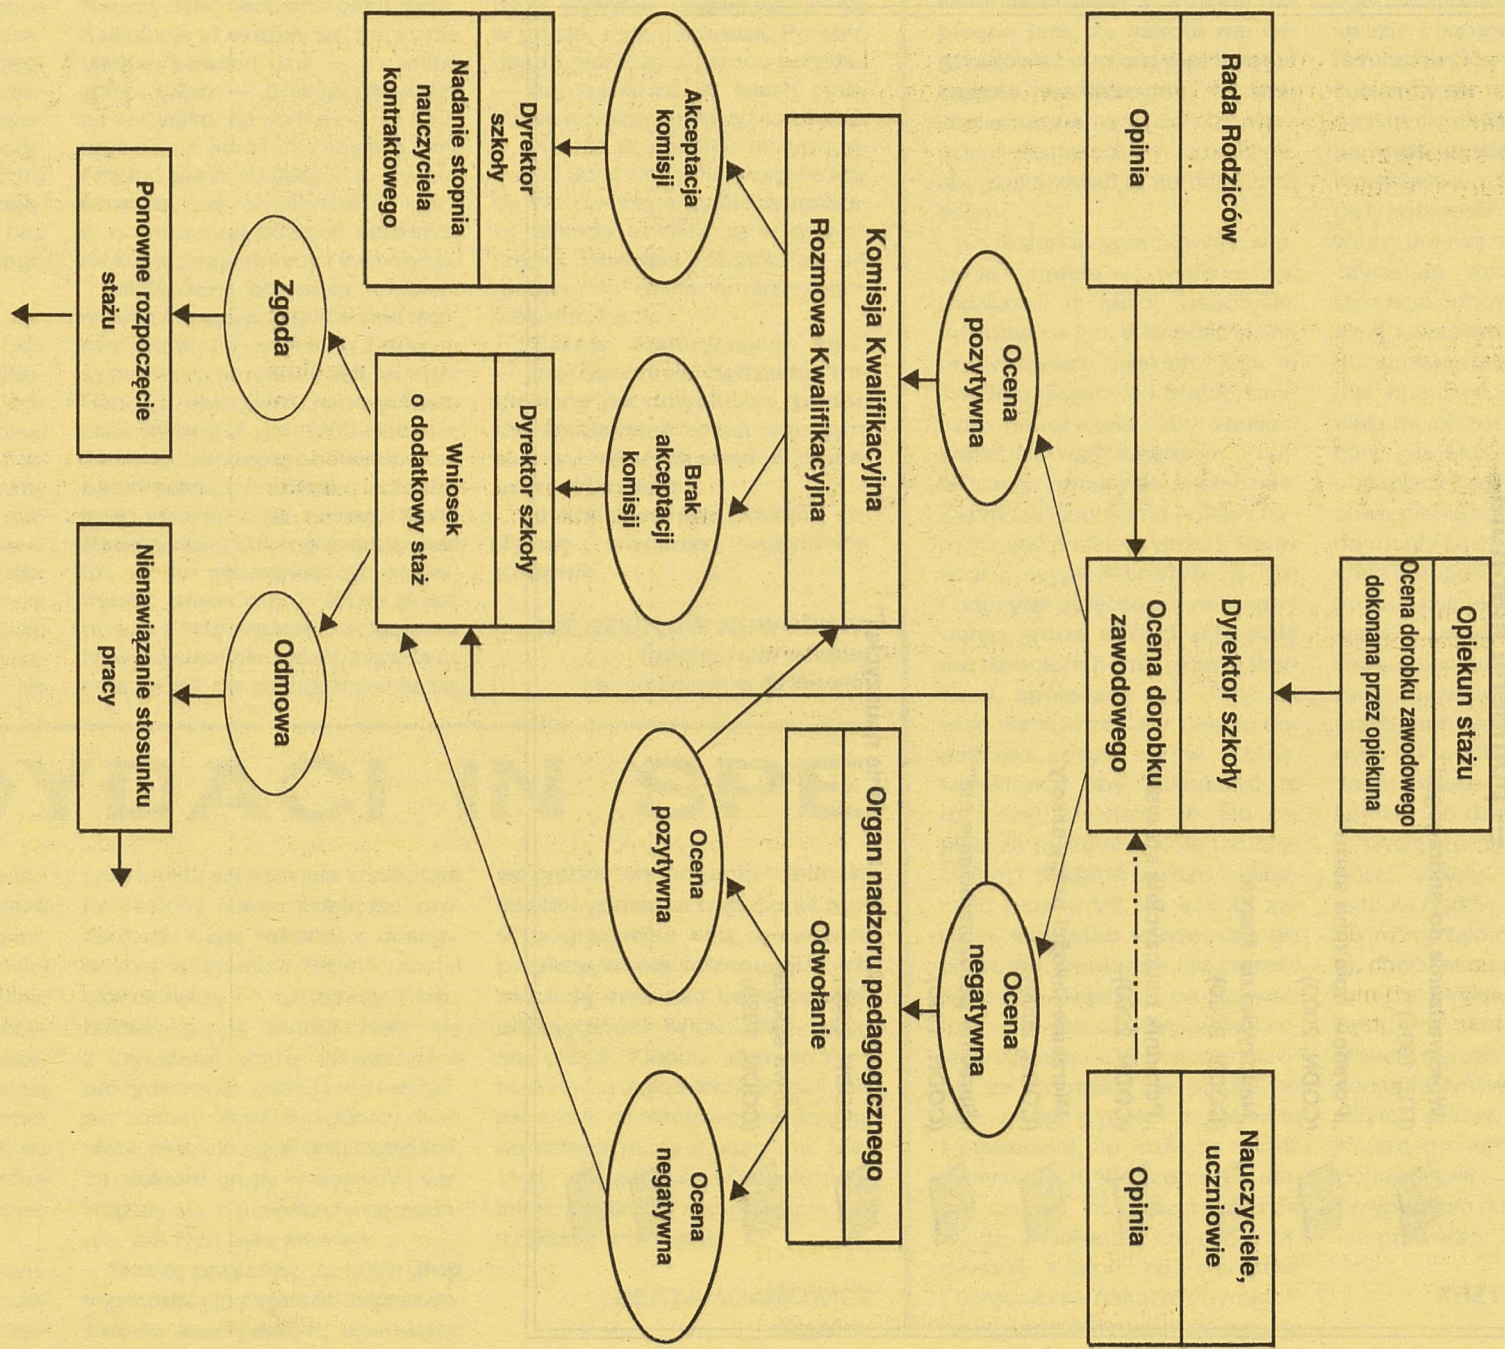 Opiekun stażu
Ocena dorobku zawodowego
dokonana przez opiekuna
Rada Rodziców
Opinia
Dyrektor szkoły
Ocena dorobku
zawodowego
Nauczyciele,
uczniowie
Opinia
Ocena
pozytywna
Ocena
negatywna
Komisja Kwalifikacyjna
Rozmowa Kwalifikacyjna
Organ nadzoru pedagogicznego
Odwołanie
Akceptacja
komisji
Brak
akceptacji
komisji
Ocena
pozytywna
Ocena
negatywna
Dyrektor
szkoły
Nadanie stopnia
nauczyciela
kontraktowego
Dyrektor szkoły
Wniosek
o dodatkowy staż
Zgoda
Odmowa
Ponowne rozpoczęcie
stażu
Nienawiązanie stosunku
pracy